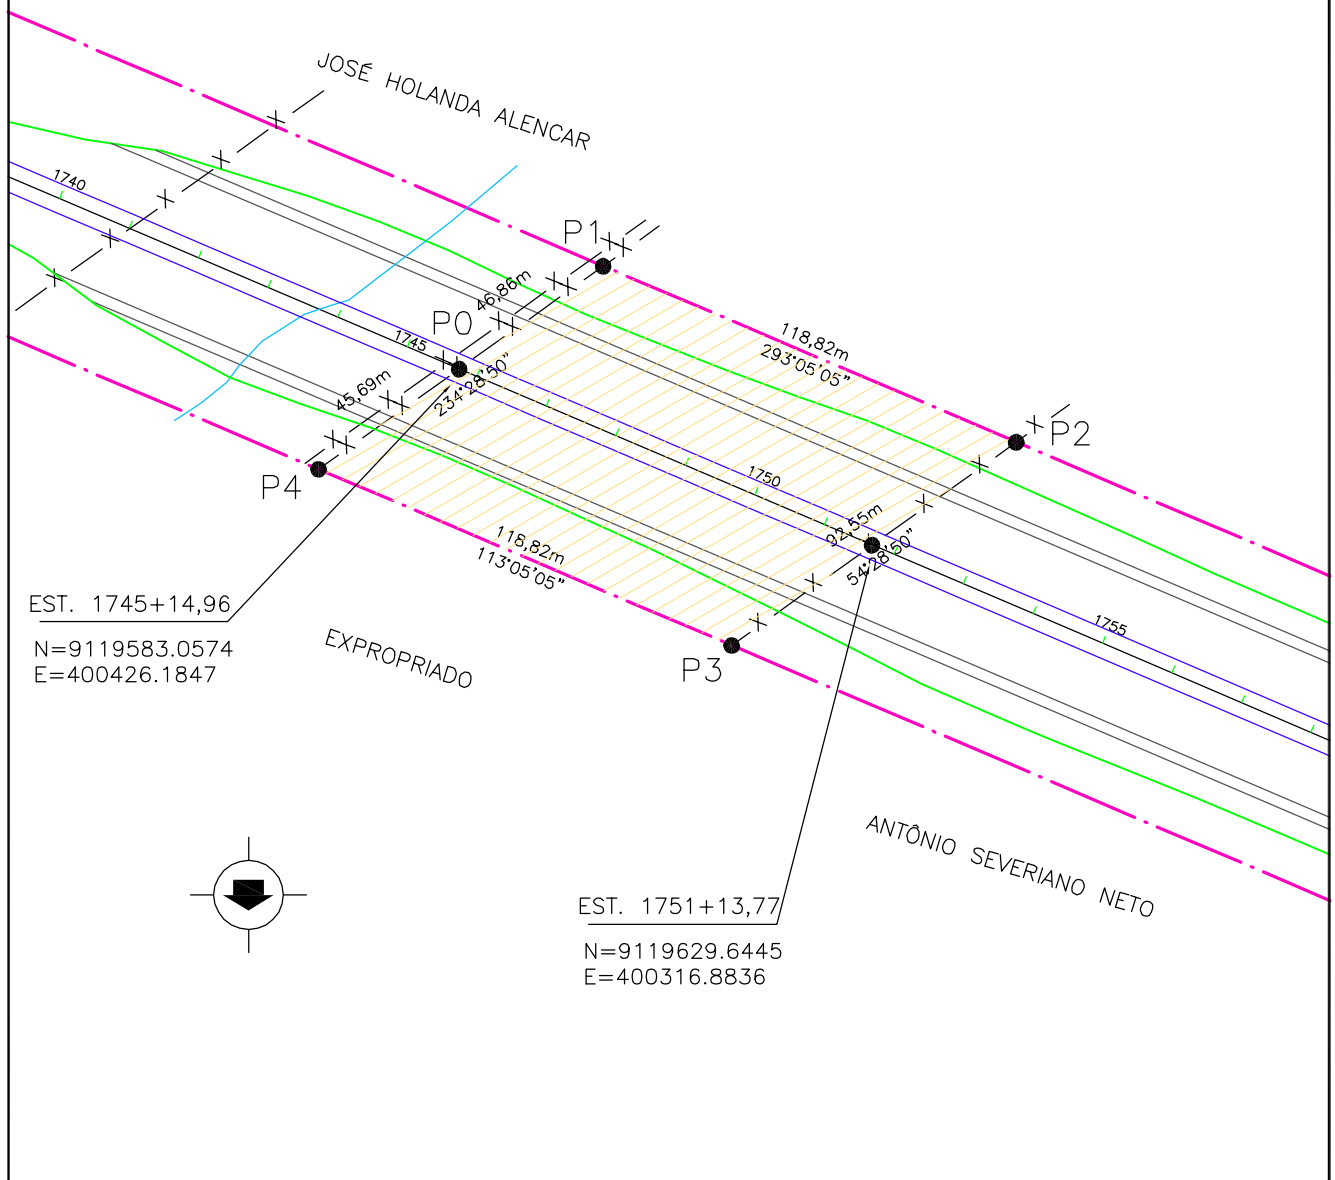 JOSÉ HOLANDA ALENCAR
1740
P1
46,86m
P0
1745
118,82m
293°05'05"
45,69m
234°28'50"
P2
P4
1750
92,55m
54°28'50"
118,82m
113°05'05"
EST. 1745+14,96
N=9119583.0574
E=400426.1847
EXPROPRIADO
P3
1755
ANTÔNIO SEVERIANO NETO
EST. 1751+13,77
N=9119629.6445
E=400316.8836